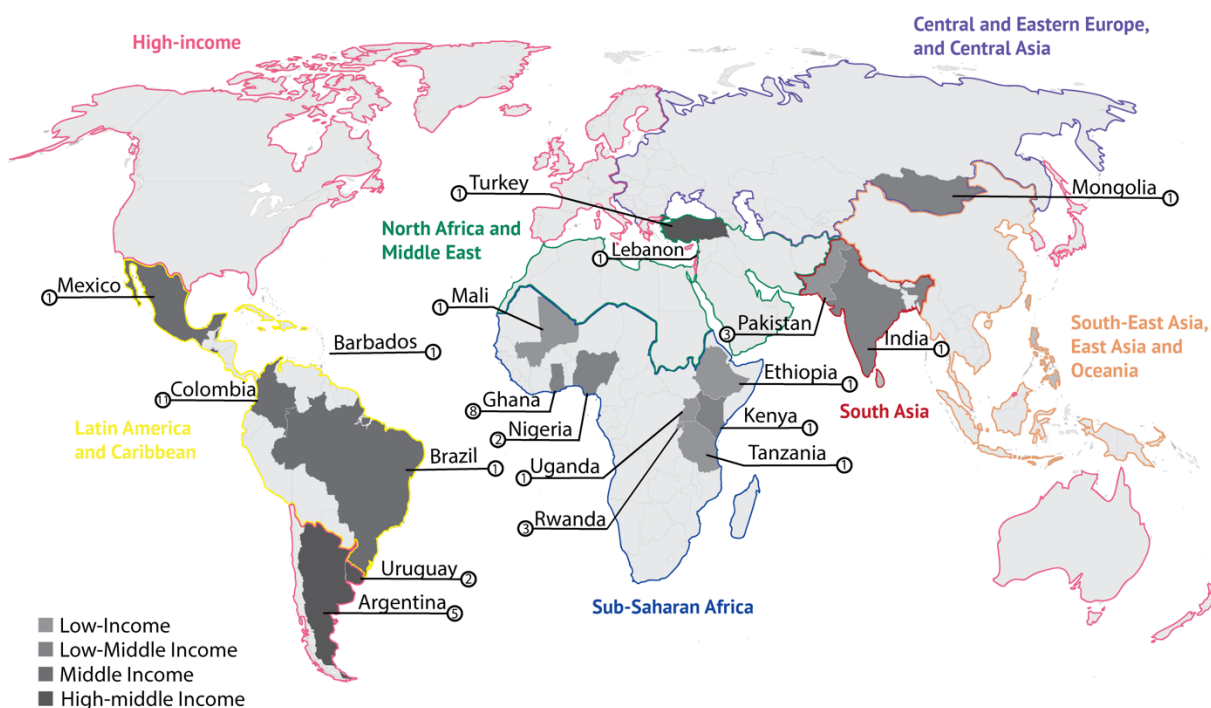 High-income
Central and Eastern Europe,
and Central Asia
Turkey
1
Mongolia
1
North Africa and
Middle East
Lebanon
1
Mexico
1
Mali
1
Pakistan
3
South-East Asia,
East Asia and
Oceania
Barbados
1
India
1
Colombia
11
Ethiopia
1
Ghana
8
South Asia
Latin America
and Caribbean
Nigeria
2
Kenya
1
Brazil
1
Uganda
1
Tanzania
1
Rwanda
3
Uruguay
2
Argentina
5
Sub-Saharan Africa
Low-Income
Low-Middle Income
Middle Income
High-middle Income